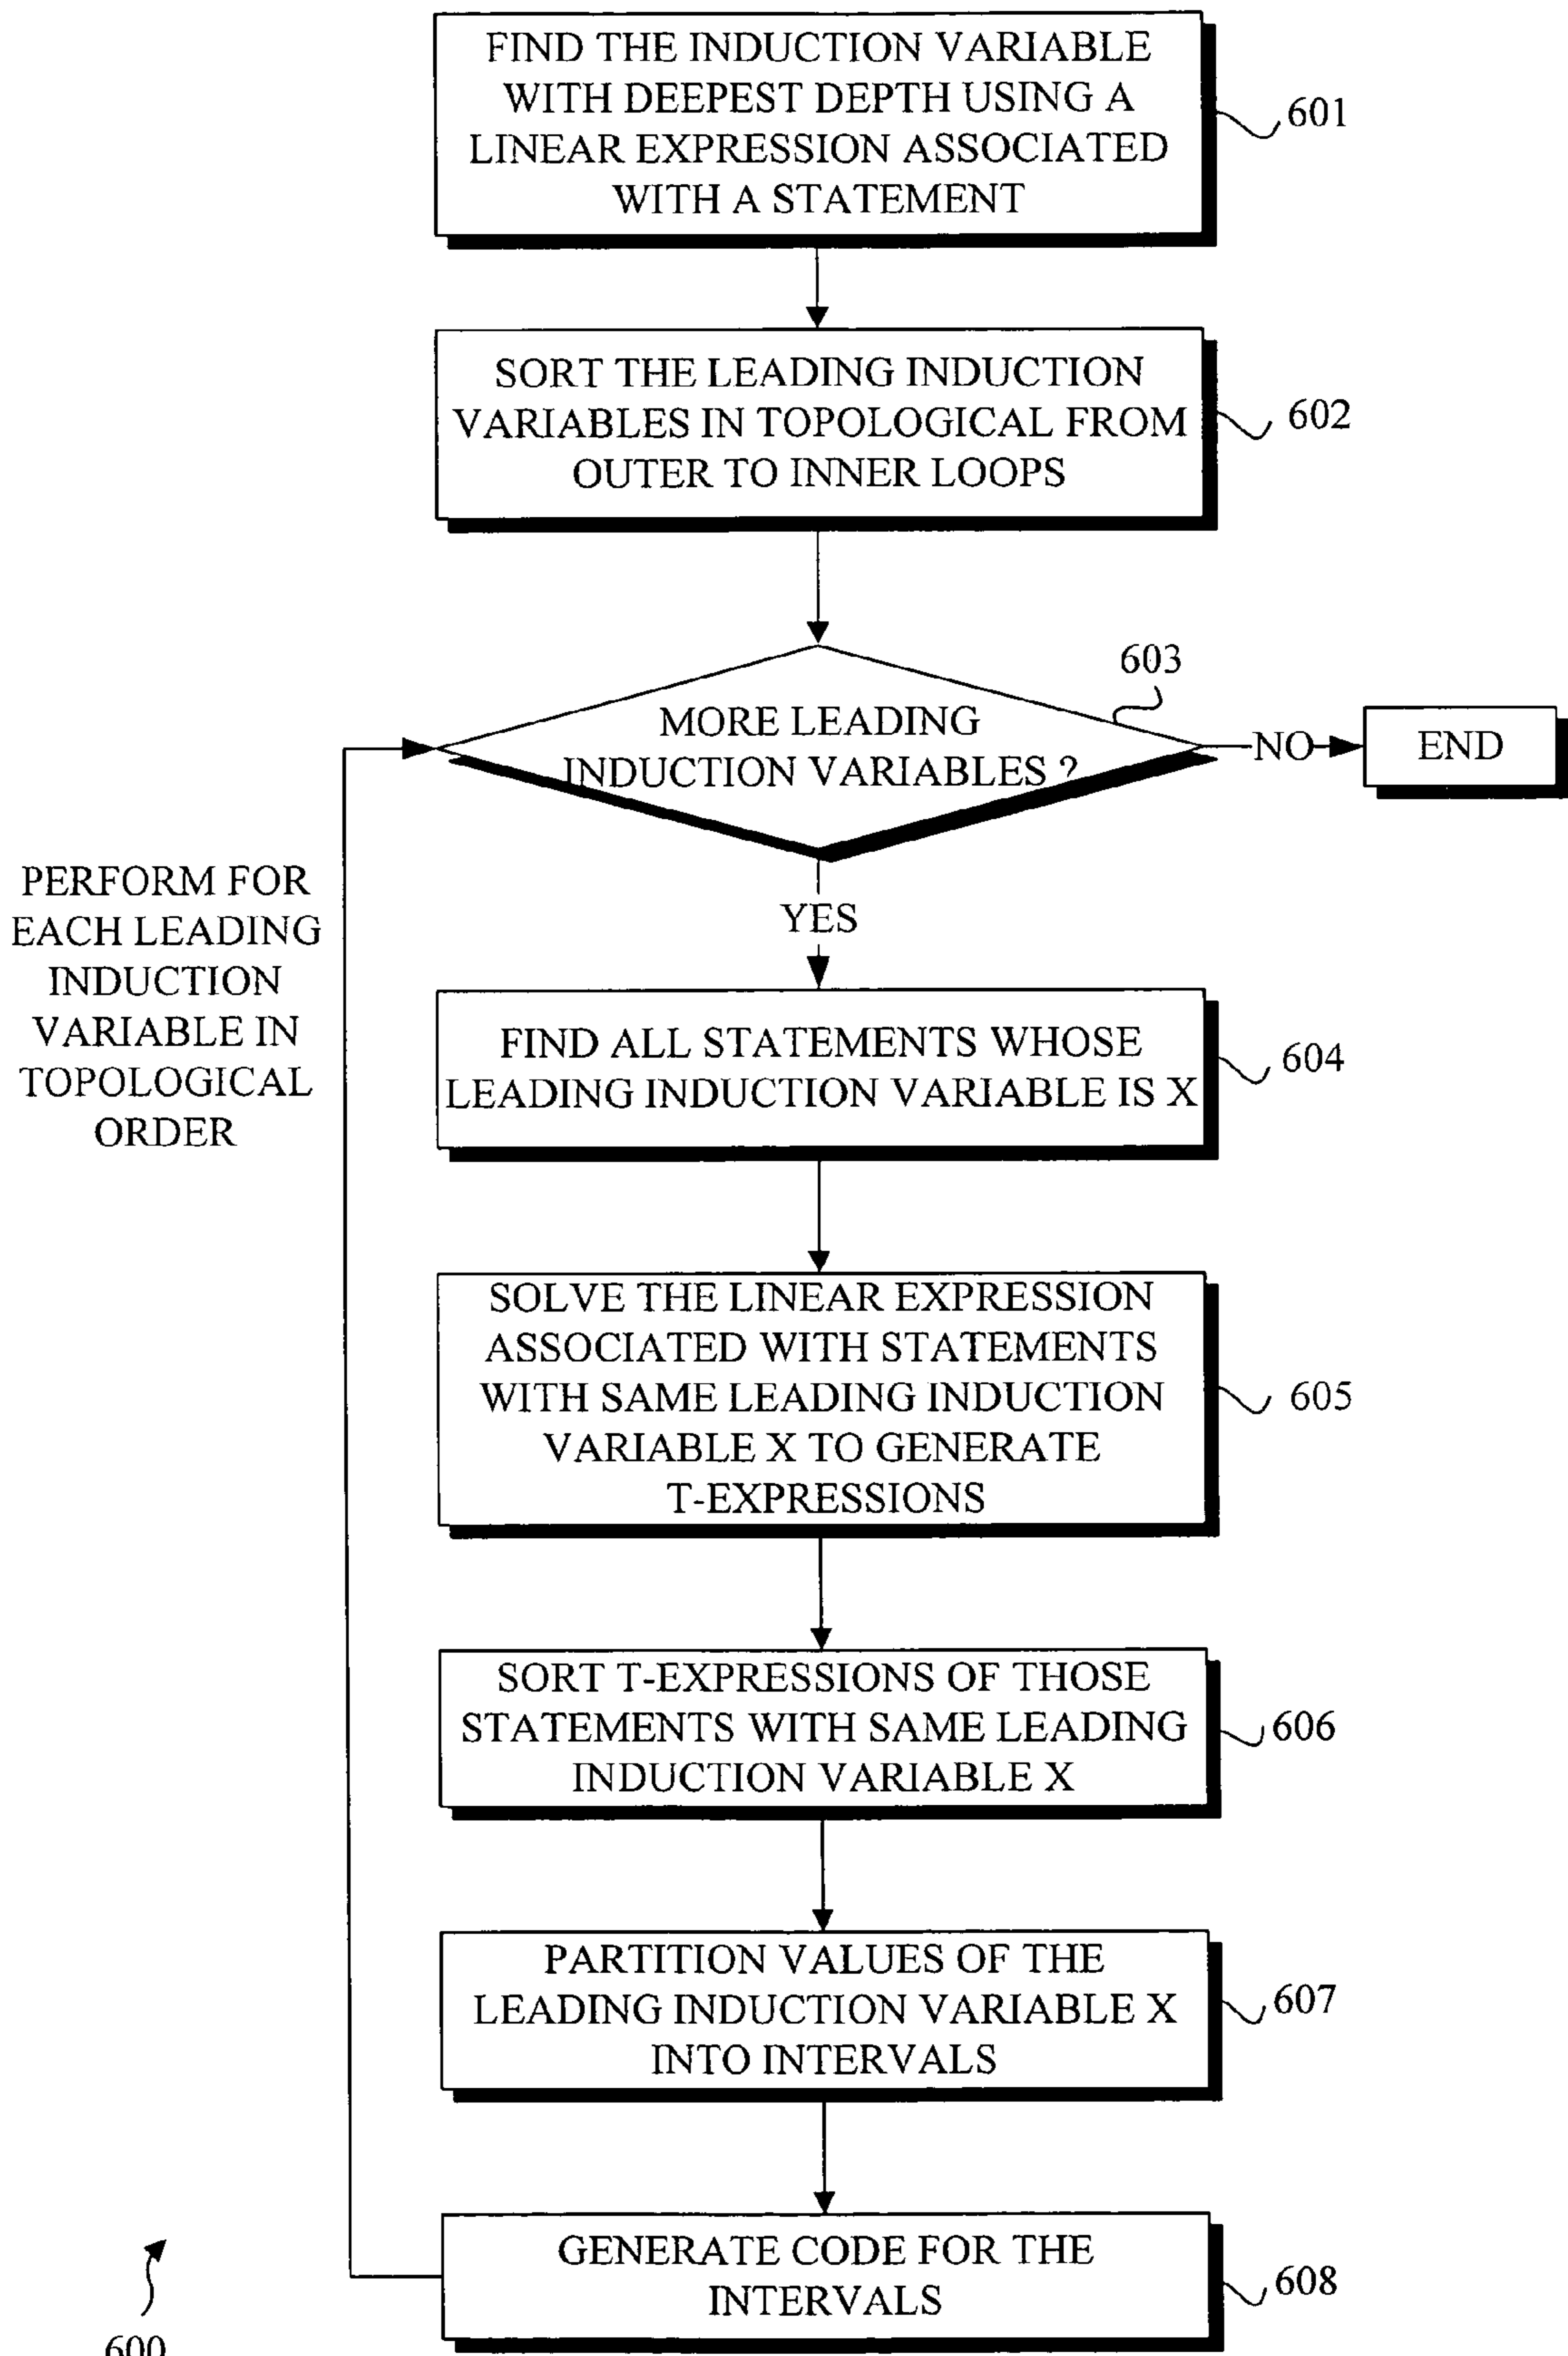 FIND THE INDUCTION VARIABLE
WITH DEEPEST DEPTH USING A
LINEAR EXPRESSION ASSOCIATED
WITH A STATEMENT
601
SORT THE LEADING INDUCTION
VARIABLES IN TOPOLOGICAL FROM
OUTER TO INNER LOOPS
602
603
MORE LEADING
INDUCTION VARIABLES ?
NO
END
YES
PERFORM FOR
EACH LEADING
INDUCTION
VARIABLE IN
TOPOLOGICAL
ORDER
FIND ALL STATEMENTS WHOSE
LEADING INDUCTION VARIABLE IS X
604
SOLVE THE LINEAR EXPRESSION
ASSOCIATED WITH STATEMENTS
WITH SAME LEADING INDUCTION
VARIABLE X TO GENERATE
T-EXPRESSIONS
605
SORT T-EXPRESSIONS OF THOSE
STATEMENTS WITH SAME LEADING
INDUCTION VARIABLE X
606
PARTITION VALUES OF THE
LEADING INDUCTION VARIABLE X
INTO INTERVALS
607
GENERATE CODE FOR THE
INTERVALS
608
600